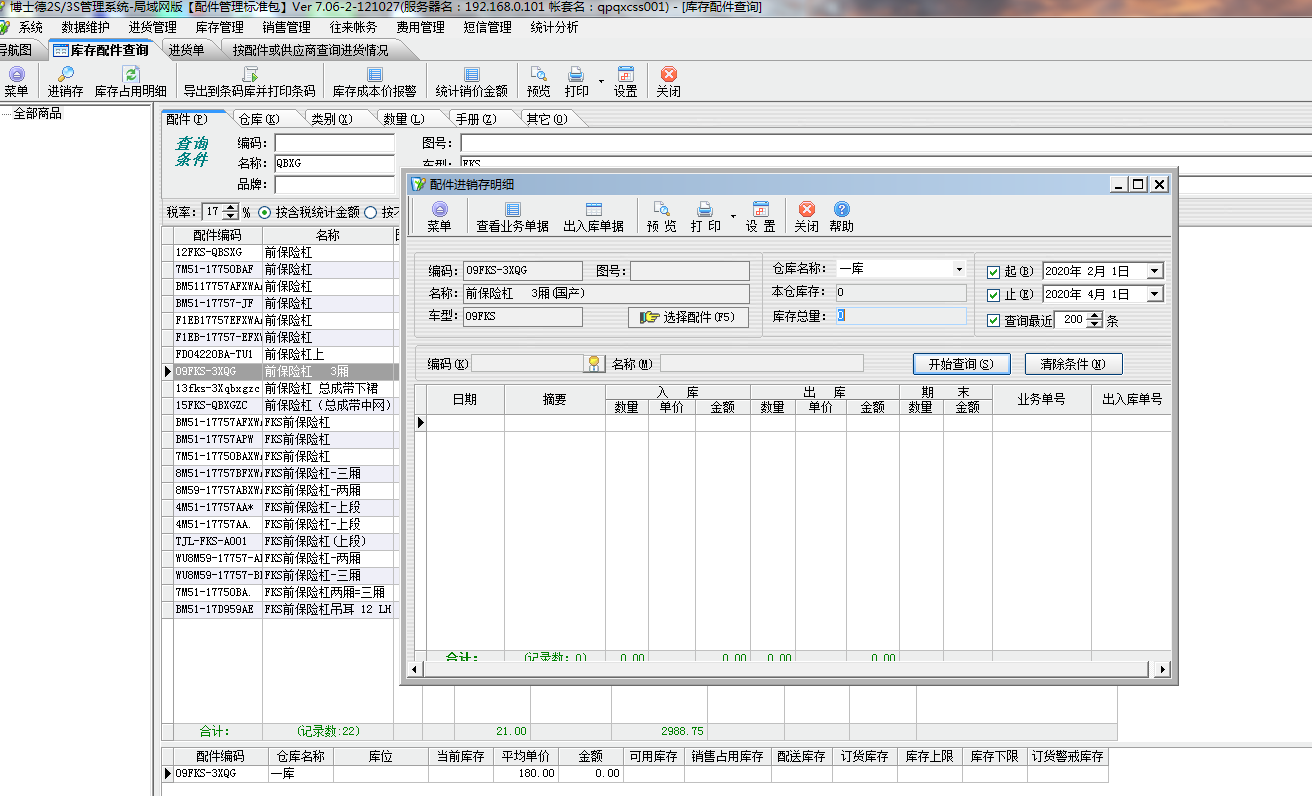 博士德2S/3S管理系统-局域网版【配件管理标准包】Ver 7.06-2-121027(服务器名：192.168.0.101 帐套名：qpqxcss001) - [库存配件查询]
系统 数据维护 进货管理 库存管理 销售管理 往来帐务 费用管理 短信管理 统计分析
导航图 库存配件查询 进货单 按配件或供应商查询进货情况
菜单 进销存 库存占用明细 导出到条码库并打印条码 库存成本价报警 统计销价金额 预览 打印 设置 关闭
全部商品
配件(P) 仓库(K) 类别(X) 数量(L) 手册(Z) 其它(Q)
查询条件
编码： 图号：
名称： QBXG 车型： FKS
品牌：
税率： 17 % 按含税统计金额 按不
配件编码 名称
12FKS-QBSXG 前保险杠
7M51-17750BAF 前保险杠
BM5117757AFXWA 前保险杠
BM51-17757-JF 前保险杠
F1EB17757EFXWA 前保险杠
F1EB-17757-EFXW 前保险杠
FD04220BA-TU1 前保险杠上
09FKS-3XQG 前保险杠 3厢
13fks-3Xqbxgzc 前保险杠 总成带下裙
15FKS-QBXGZC 前保险杠（总成带中网）
BM51-17757AFXWA FKS前保险杠
BM51-17757APW FKS前保险杠
7M51-17750BAXWA FKS前保险杠
8M51-17757BFXWA FKS前保险杠-三厢
8M59-17757ABXWA FKS前保险杠-两厢
4M51-17757AA* FKS前保险杠-上段
4M51-17757AA. FKS前保险杠-上段
TJL-FKS-A001 FKS前保险杠(上段)
WU8M59-17757-A FKS前保险杠-两厢
WU8M59-17757-B FKS前保险杠-三厢
7M51-17750BA. FKS前保险杠两厢=三厢
BM51-17D959AE FKS前保险杠吊耳 12 LH
合计： (记录数:22) 21.00 2988.75
配件编码 仓库名称 库位 当前库存 平均单价 金额 可用库存 销售占用库存 配送库存 订货库存 库存上限 库存下限 订货警戒库存
09FKS-3XQG 一库 180.00 0.00
配件进销存明细
菜单 查看业务单据 出入库单据 预览 打印 设置 关闭 帮助
编码： 09FKS-3XQG 图号： 仓库名称： 一库 起(B) 2020年 2月 1日
名称： 前保险杠 3厢(国产) 本仓库存： 0 止(E) 2020年 4月 1日
车型： 09FKS 选择配件(F5) 库存总量： 0 查询最近 200 条
编码(K) 名称(M) 开始查询(S) 清除条件(N)
日期 摘要 入 库 出 库 期 末 业务单号 出入库单号
数量 单价 金额 数量 单价 金额 数量 金额
合计： (记录数：0) 0.00 0.00 0.00 0.00